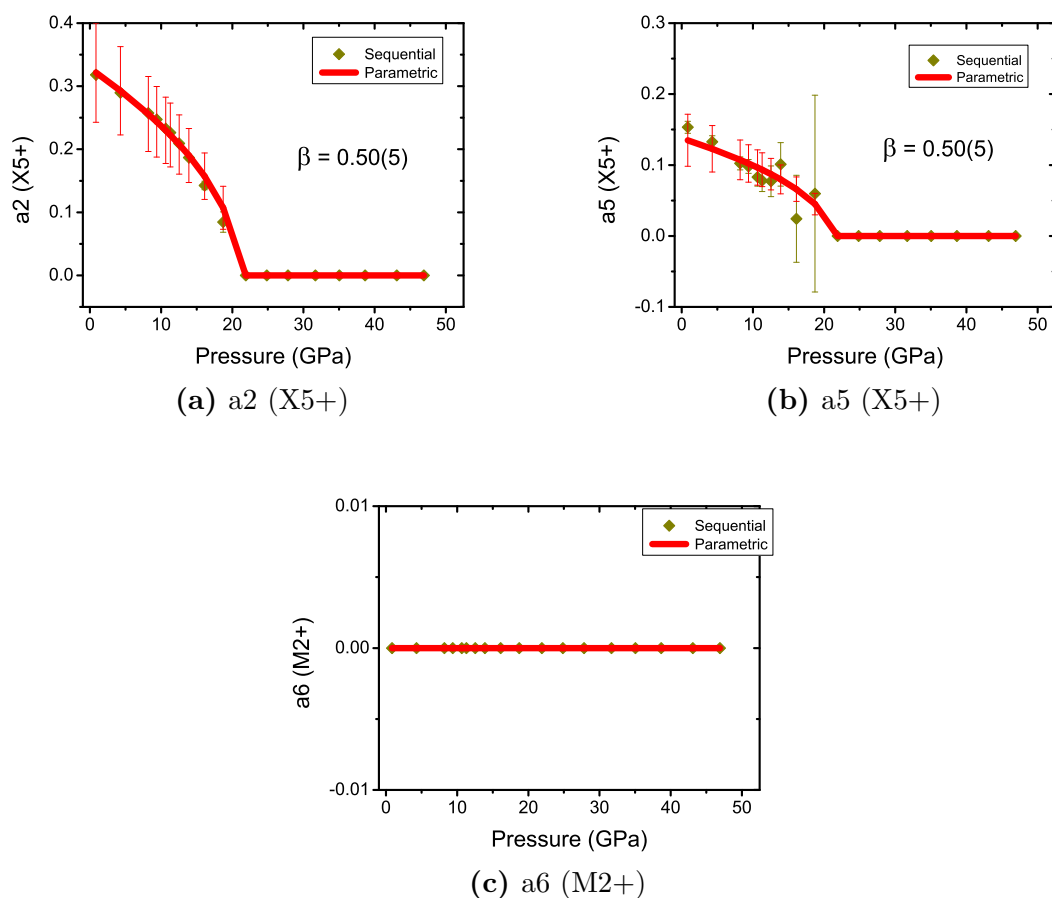 0.4
0.3
0.2
0.1
0.0
a2 (X5+)
Sequential
Parametric
β = 0.50(5)
0 10 20 30 40 50
Pressure (GPa)
(a) a2 (X5+)
0.3
0.2
0.1
0.0
-0.1
a5 (X5+)
Sequential
Parametric
β = 0.50(5)
0 10 20 30 40 50
Pressure (GPa)
(b) a5 (X5+)
0.01
0.00
-0.01
a6 (M2+)
Sequential
Parametric
0 10 20 30 40 50
Pressure (GPa)
(c) a6 (M2+)